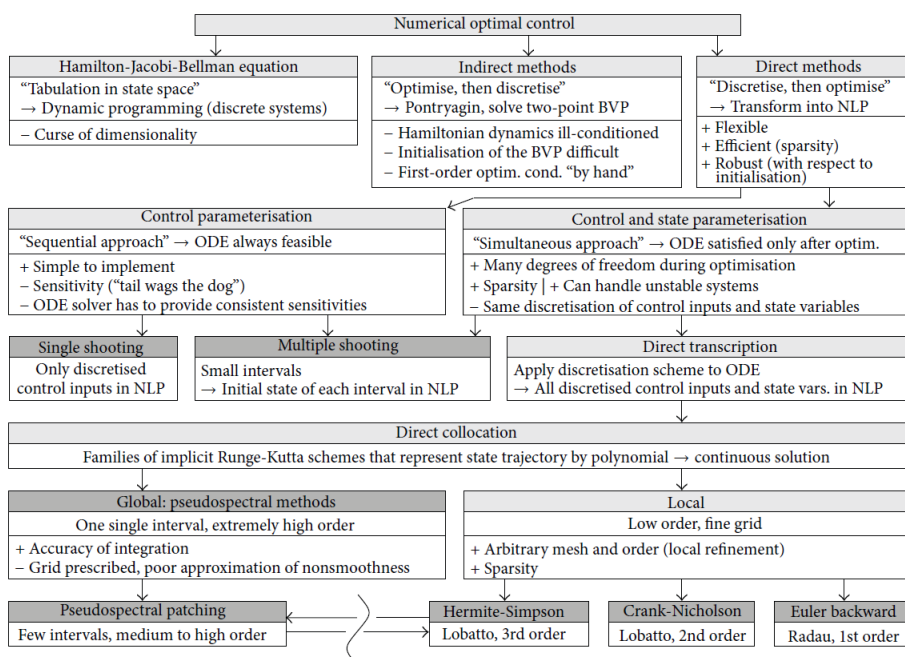 Numerical optimal control
Hamilton-Jacobi-Bellman equation
“Tabulation in state space”
→ Dynamic programming (discrete systems)
− Curse of dimensionality
Indirect methods
“Optimise, then discretise”
→ Pontryagin, solve two-point BVP
− Hamiltonian dynamics ill-conditioned
− Initialisation of the BVP difficult
− First-order optim. cond. “by hand”
Direct methods
“Discretise, then optimise”
→ Transform into NLP
+ Flexible
+ Efficient (sparsity)
+ Robust (with respect to
initialisation)
Control parameterisation
“Sequential approach” → ODE always feasible
+ Simple to implement
− Sensitivity (“tail wags the dog”)
− ODE solver has to provide consistent sensitivities
Control and state parameterisation
“Simultaneous approach” → ODE satisfied only after optim.
+ Many degrees of freedom during optimisation
+ Sparsity | + Can handle unstable systems
− Same discretisation of control inputs and state variables
Single shooting
Only discretised
control inputs in NLP
Multiple shooting
Small intervals
→ Initial state of each interval in NLP
Direct transcription
Apply discretisation scheme to ODE
→ All discretised control inputs and state vars. in NLP
Direct collocation
Families of implicit Runge-Kutta schemes that represent state trajectory by polynomial → continuous solution
Global: pseudospectral methods
One single interval, extremely high order
+ Accuracy of integration
− Grid prescribed, poor approximation of nonsmoothness
Local
Low order, fine grid
+ Arbitrary mesh and order (local refinement)
+ Sparsity
Pseudospectral patching
Few intervals, medium to high order
Hermite-Simpson
Lobatto, 3rd order
Crank-Nicholson
Lobatto, 2nd order
Euler backward
Radau, 1st order